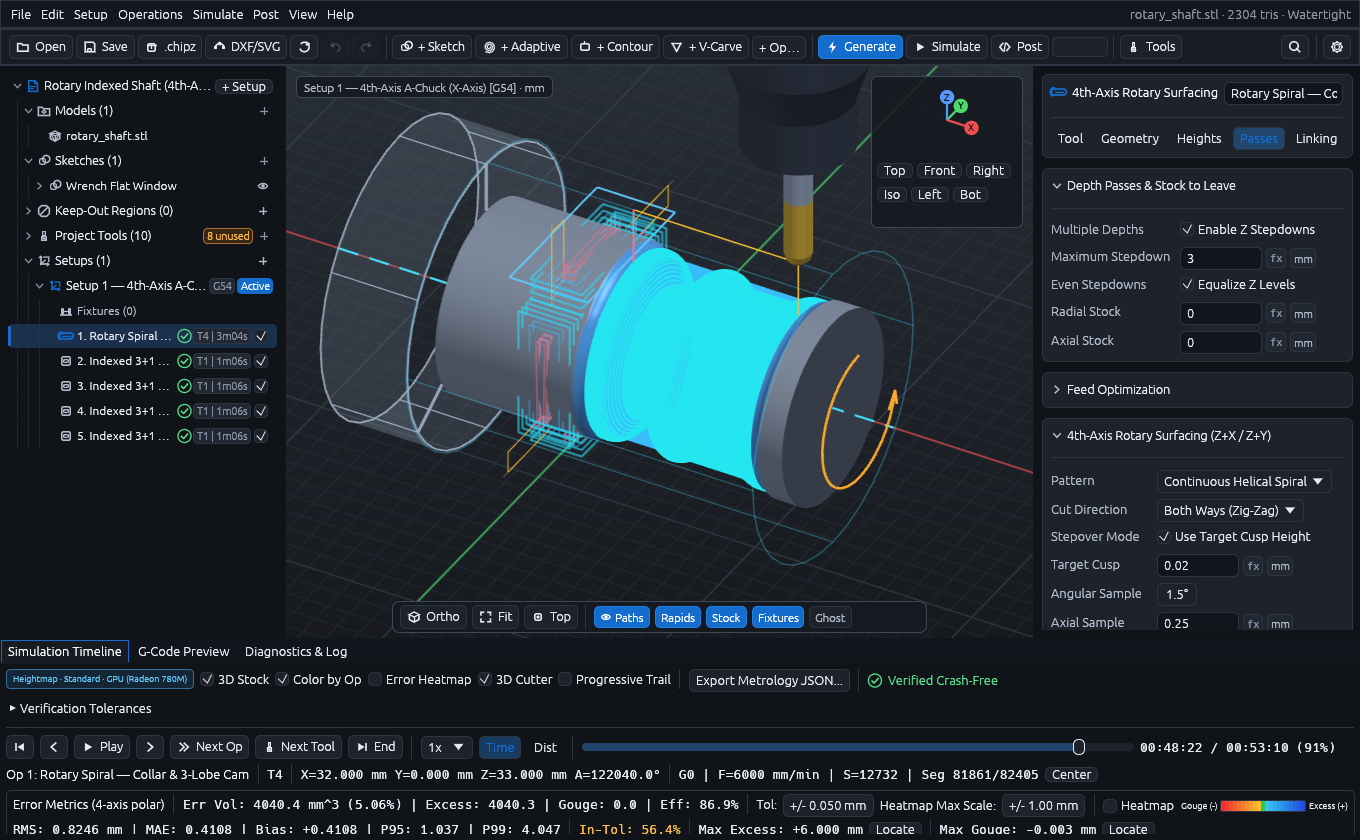 File Edit Setup Operations Simulate Post View Help
rotary_shaft.stl · 2304 tris · Watertight
Open Save .chipz DXF/SVG + Sketch + Adaptive + Contour + V-Carve + Op... Generate Simulate Post Tools
Rotary Indexed Shaft (4th-A... + Setup
Models (1) +
rotary_shaft.stl
Sketches (1) +
Wrench Flat Window
Keep-Out Regions (0) +
Project Tools (10) 8 unused +
Setups (1) +
Setup 1 — 4th-Axis A-C... G54 Active
Fixtures (0)
1. Rotary Spiral ... T4 | 3m04s
2. Indexed 3+1 ... T1 | 1m06s
3. Indexed 3+1 ... T1 | 1m06s
4. Indexed 3+1 ... T1 | 1m06s
5. Indexed 3+1 ... T1 | 1m06s
Setup 1 — 4th-Axis A-Chuck (X-Axis) [G54] · mm
Z
Y
X
Top Front Right
Iso Left Bot
Ortho Fit Top Paths Rapids Stock Fixtures Ghost
4th-Axis Rotary Surfacing Rotary Spiral — Co
Tool Geometry Heights Passes Linking
Depth Passes & Stock to Leave
Multiple Depths Enable Z Stepdowns
Maximum Stepdown 3 fx mm
Even Stepdowns Equalize Z Levels
Radial Stock 0 fx mm
Axial Stock 0 fx mm
Feed Optimization
4th-Axis Rotary Surfacing (Z+X / Z+Y)
Pattern Continuous Helical Spiral
Cut Direction Both Ways (Zig-Zag)
Stepover Mode Use Target Cusp Height
Target Cusp 0.02 fx mm
Angular Sample 1.5°
Axial Sample 0.25 fx mm
Simulation Timeline G-Code Preview Diagnostics & Log
Heightmap · Standard · GPU (Radeon 780M) 3D Stock Color by Op Error Heatmap 3D Cutter Progressive Trail Export Metrology JSON... Verified Crash-Free
Verification Tolerances
Play Next Op Next Tool End 1x Time Dist 00:48:22 / 00:53:10 (91%)
Op 1: Rotary Spiral — Collar & 3-Lobe Cam T4 X=32.000 mm Y=0.000 mm Z=33.000 mm A=122040.0° G0 | F=6000 mm/min | S=12732 | Seg 81861/82405 Center
Error Metrics (4-axis polar) Err Vol: 4040.4 mm^3 (5.06%) | Excess: 4040.3 | Gouge: 0.0 | Eff: 86.9% Tol: +/- 0.050 mm Heatmap Max Scale: +/- 1.00 mm Heatmap Gouge (-) Excess (+)
RMS: 0.8246 mm | MAE: 0.4108 | Bias: +0.4108 | P95: 1.037 | P99: 4.047 In-Tol: 56.4% Max Excess: +6.000 mm Locate Max Gouge: -0.003 mm Locate